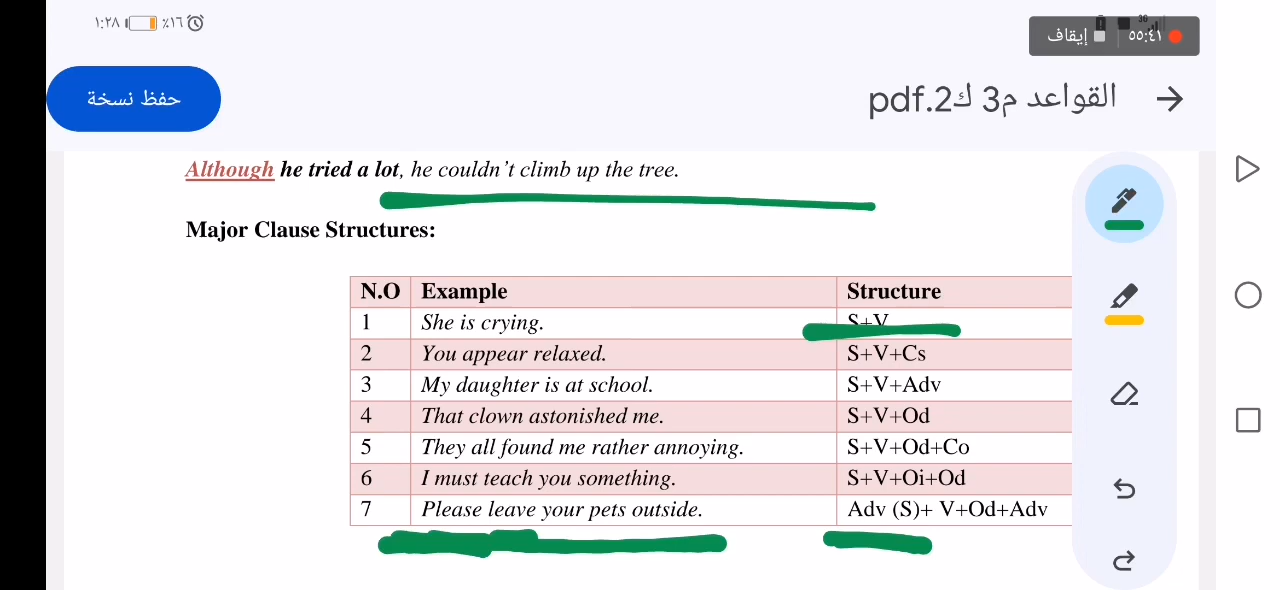 ١:٢٨ ٪١٦
3G
إيقاف ٥٥:٤١
حفظ نسخة
القواعد م3 ك2.pdf
Although he tried a lot, he couldn't climb up the tree.
Major Clause Structures:
N.O Example Structure
1 She is crying. S+V
2 You appear relaxed. S+V+Cs
3 My daughter is at school. S+V+Adv
4 That clown astonished me. S+V+Od
5 They all found me rather annoying. S+V+Od+Co
6 I must teach you something. S+V+Oi+Od
7 Please leave your pets outside. Adv (S)+ V+Od+Adv